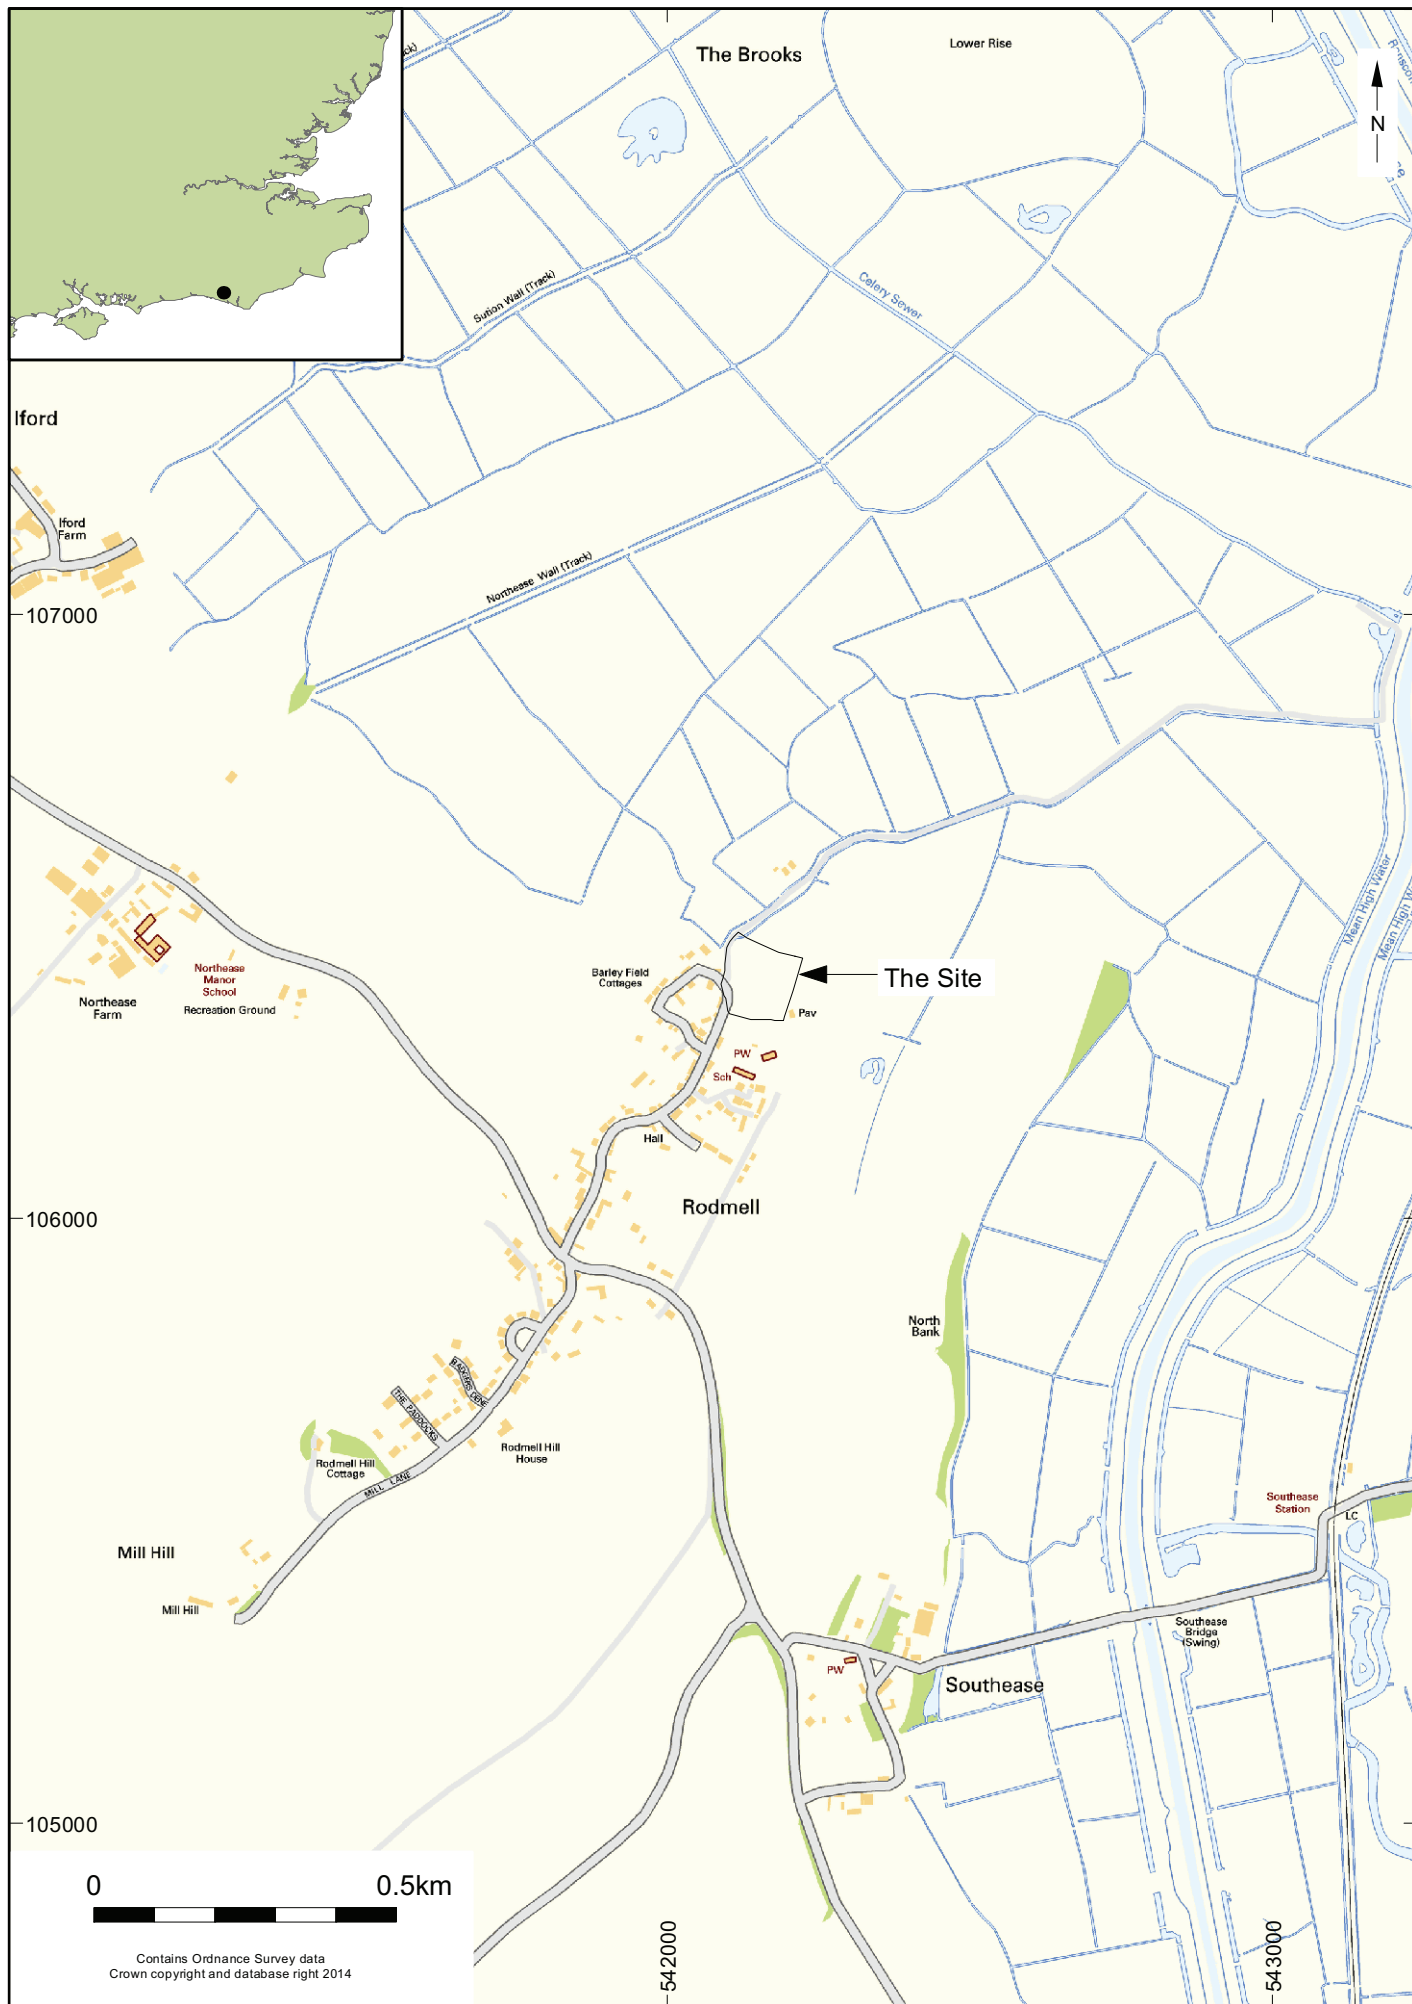 The Brooks
Lower Rise
N
Sutton Wall (Track)
Celery Sewer
Iford
Iford
Farm
Northease Wall (Track)
107000
Mean High Water
Northease
Manor
School
Recreation Ground
Northease
Farm
Barley Field
Cottages
The Site
Pav
PW
Sch
Hall
Rodmell
106000
North
Bank
BADGERS DENE
THE PADDOCKS
Rodmell Hill
House
Rodmell Hill
Cottage
MILL LANE
Southease
Station
LC
Mill Hill
Mill Hill
Southease
Bridge
(Swing)
PW
Southease
105000
0
0.5km
Contains Ordnance Survey data
Crown copyright and database right 2014
542000
543000